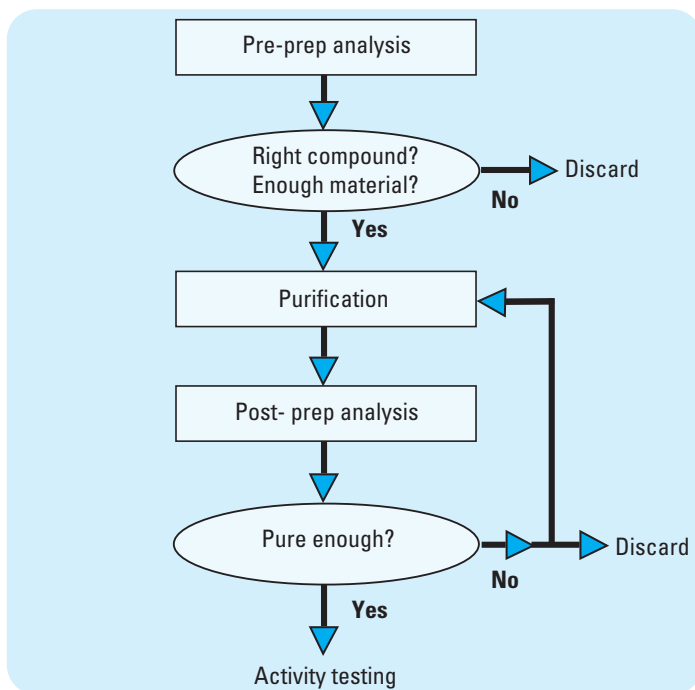 Pre-prep analysis
Right compound?
Enough material?
Discard
No
Yes
Purification
Post- prep analysis
Pure enough?
Discard
No
Yes
Activity testing